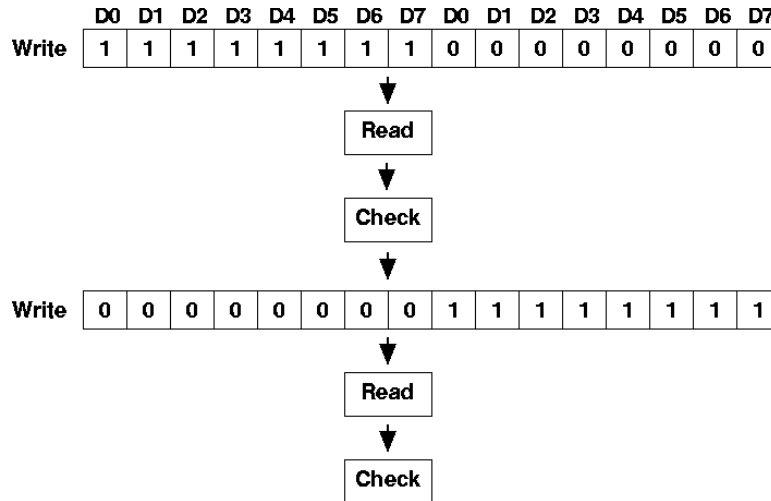 D0 D1 D2 D3 D4 D5 D6 D7 D0 D1 D2 D3 D4 D5 D6 D7
Write 1 1 1 1 1 1 1 1 0 0 0 0 0 0 0 0
Read
Check
Write 0 0 0 0 0 0 0 0 1 1 1 1 1 1 1 1
Read
Check